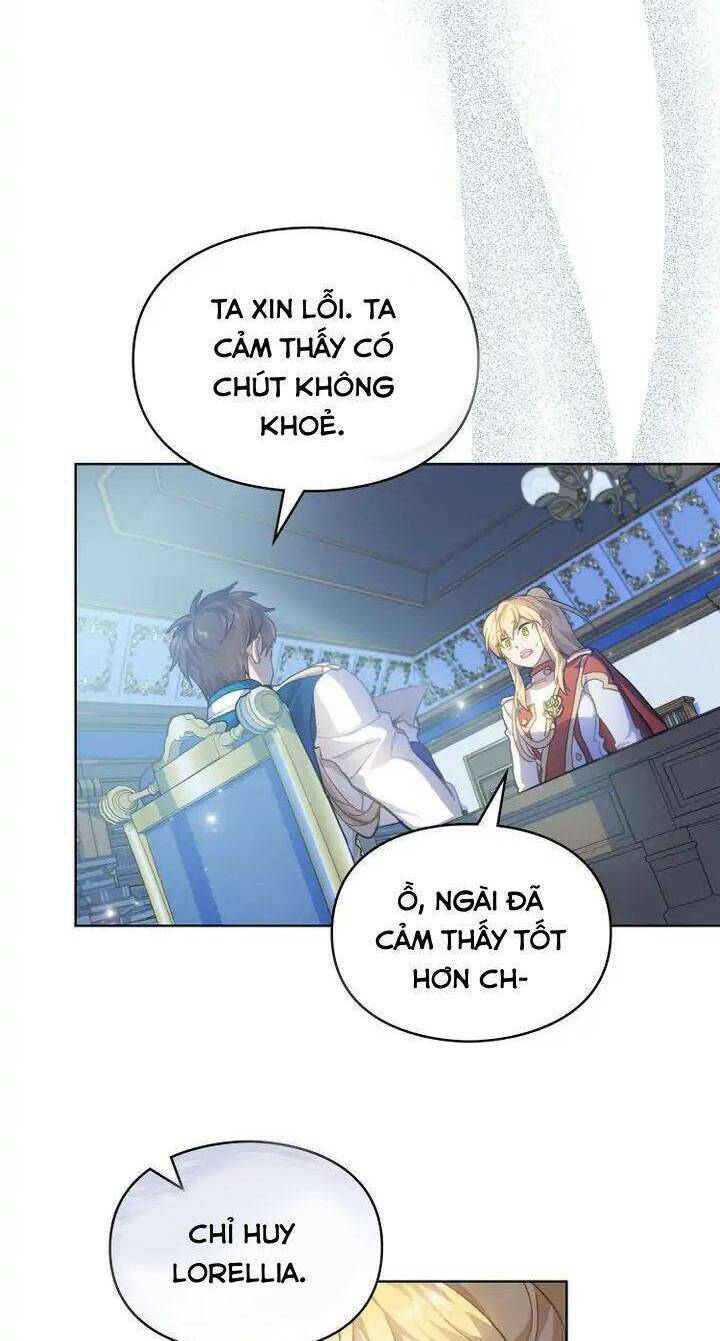 TA XIN LỖI. TA
CẢM THẤY CÓ
CHÚT KHÔNG
KHOẺ.
Ồ, NGÀI ĐÃ
CẢM THẤY TỐT
HƠN CH-
CHỈ HUY
LORELLIA.